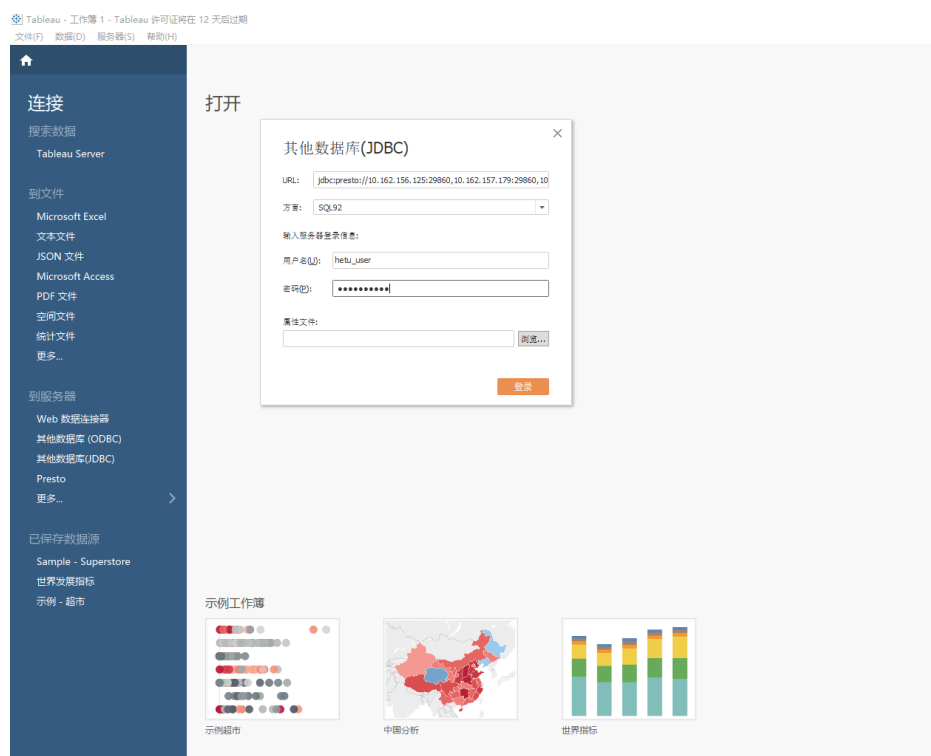 Tableau - 工作簿 1 - Tableau 许可证将在 12 天后过期
文件(F) 数据(D) 服务器(S) 帮助(H)
连接
搜索数据
Tableau Server
到文件
Microsoft Excel
文本文件
JSON 文件
Microsoft Access
PDF 文件
空间文件
统计文件
更多...
到服务器
Web 数据连接器
其他数据库 (ODBC)
其他数据库(JDBC)
Presto
更多...
已保存数据源
Sample - Superstore
世界发展指标
示例 - 超市
打开
其他数据库(JDBC)
URL: jdbc:presto://10.162.156.125:29860,10.162.157.179:29860,10
方言: SQL92
输入服务器登录信息:
用户名(U): hetu_user
密码(P): ●●●●●●●●●●
属性文件:
浏览...
登录
示例工作簿
示例超市
中国分析
世界指标